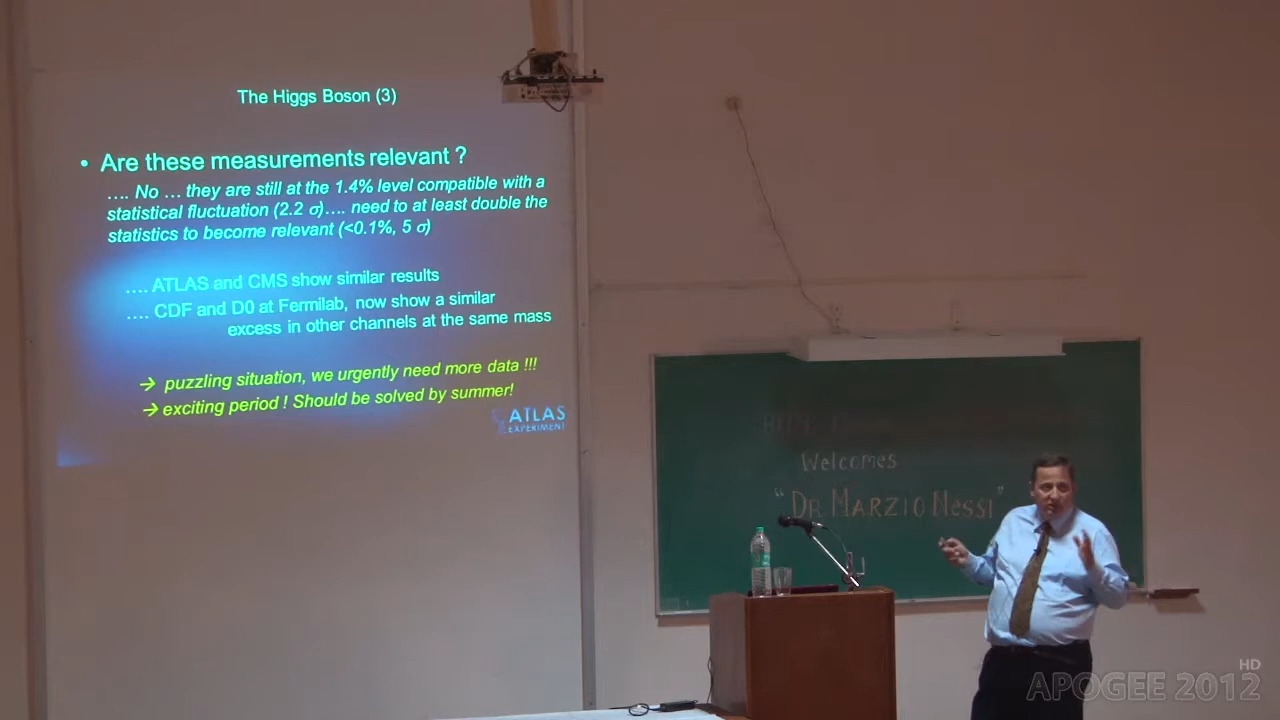 The Higgs Boson (3)
• Are these measurements relevant ?
.... No ... they are still at the 1.4% level compatible with a
statistical fluctuation (2.2 σ).... need to at least double the
statistics to become relevant (<0.1%, 5 σ)
.... ATLAS and CMS show similar results
.... CDF and D0 at Fermilab, now show a similar
excess in other channels at the same mass
→ puzzling situation, we urgently need more data !!!
→ exciting period ! Should be solved by summer!
ATLAS
EXPERIMENT
Welcomes
"DR MARZIO NESSI"
HD
APOGEE 2012